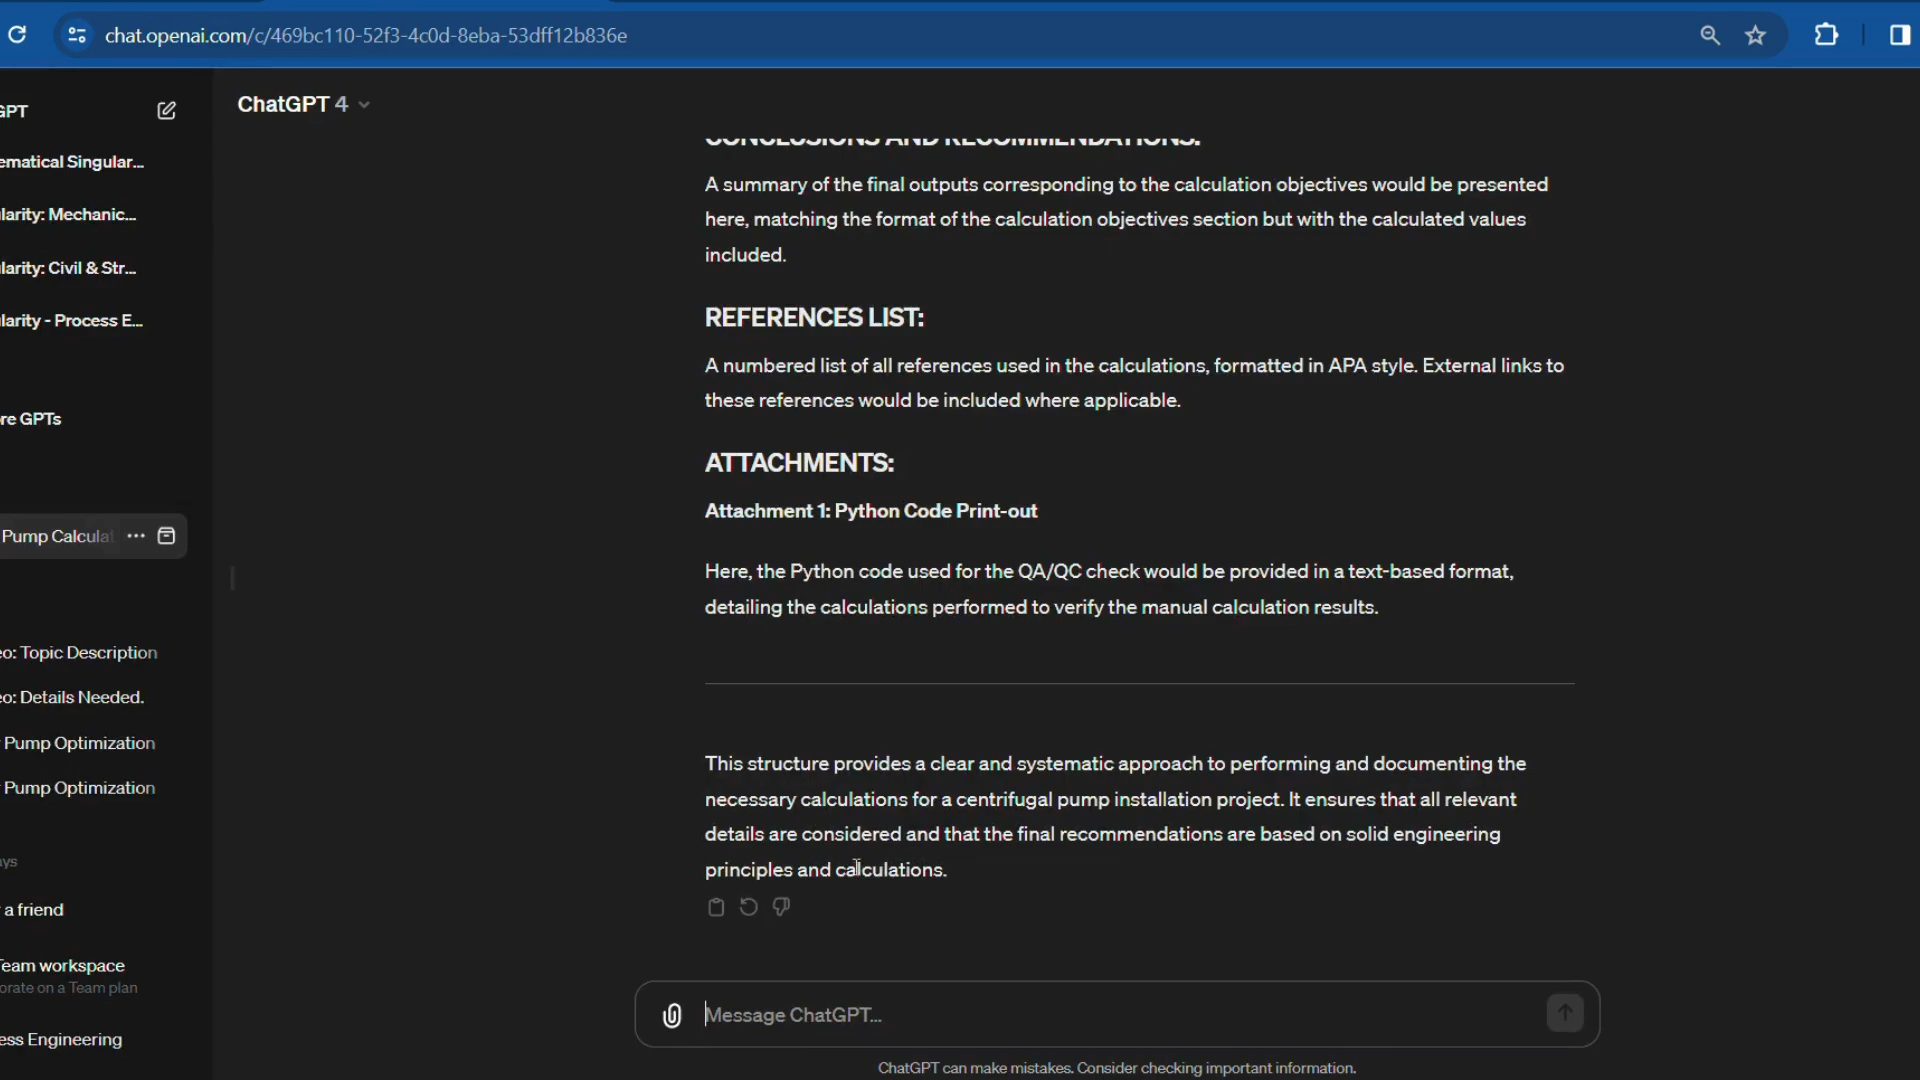 chat.openai.com/c/469bc110-52f3-4c0d-8eba-53dff12b836e
GPT
ematical Singular...
larity: Mechanic...
larity: Civil & Str...
larity - Process E...
re GPTs
Pump Calculat
eo: Topic Description
eo: Details Needed.
Pump Optimization
Pump Optimization
ays
a friend
Team workspace
orate on a Team plan
ess Engineering
ChatGPT 4
CONCLUSIONS AND RECOMMENDATIONS:
A summary of the final outputs corresponding to the calculation objectives would be presented
here, matching the format of the calculation objectives section but with the calculated values
included.
REFERENCES LIST:
A numbered list of all references used in the calculations, formatted in APA style. External links to
these references would be included where applicable.
ATTACHMENTS:
Attachment 1: Python Code Print-out
Here, the Python code used for the QA/QC check would be provided in a text-based format,
detailing the calculations performed to verify the manual calculation results.
This structure provides a clear and systematic approach to performing and documenting the
necessary calculations for a centrifugal pump installation project. It ensures that all relevant
details are considered and that the final recommendations are based on solid engineering
principles and calculations.
Message ChatGPT...
ChatGPT can make mistakes. Consider checking important information.